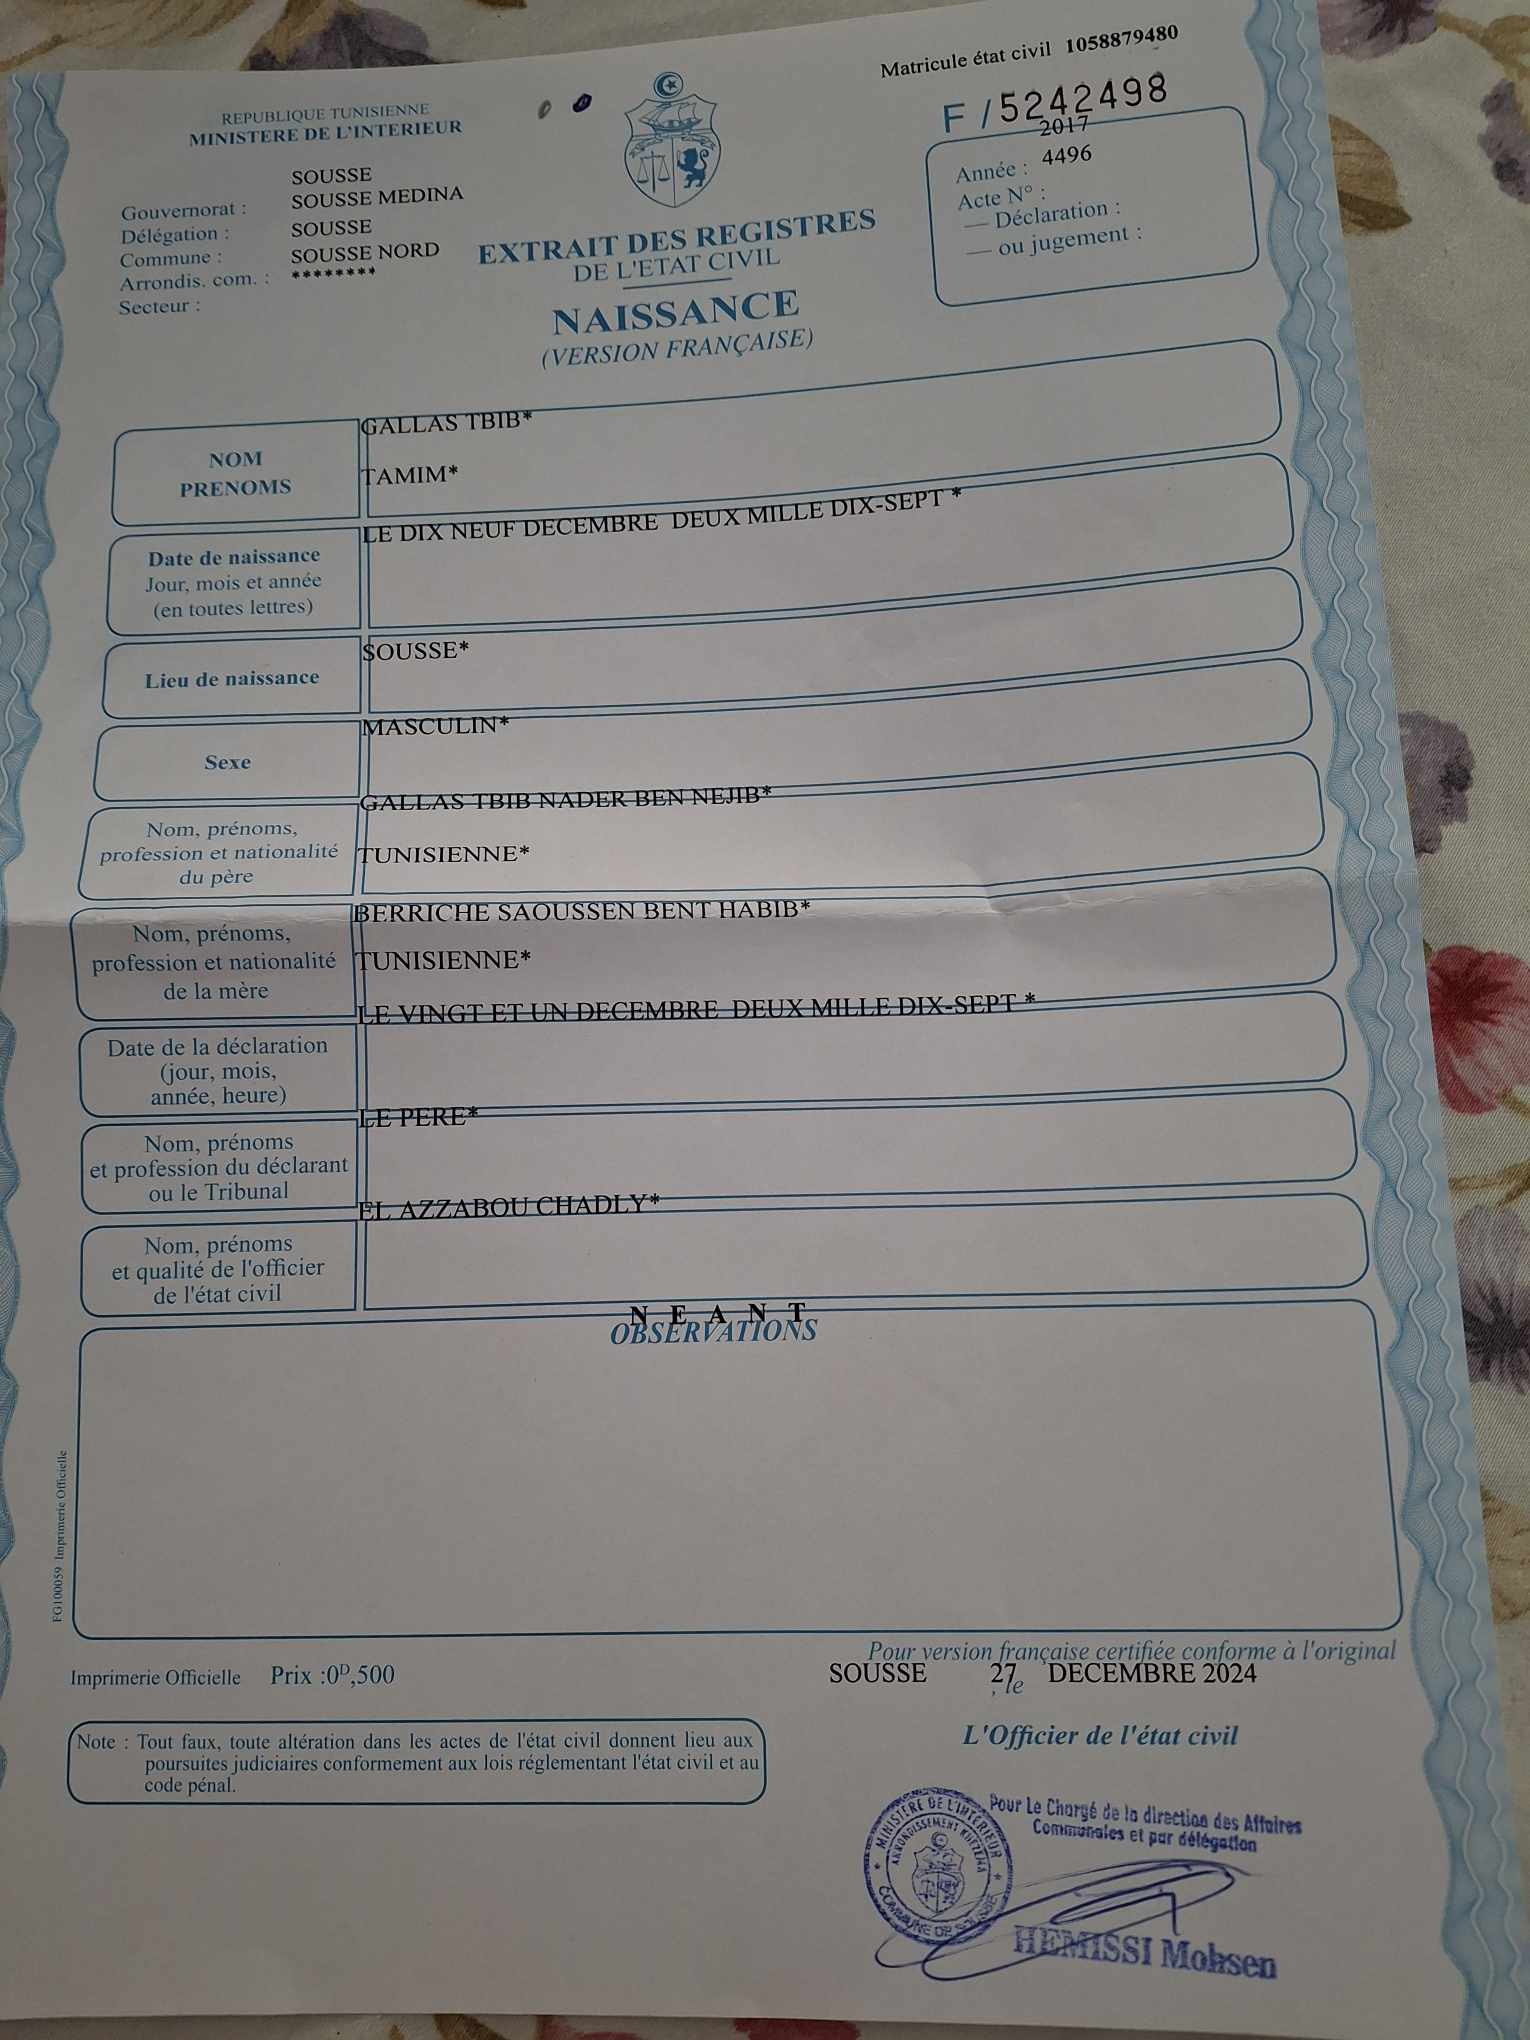 Matricule état civil 1058879480
REPUBLIQUE TUNISIENNE
MINISTERE DE L'INTERIEUR
F / 5242498
Gouvernorat : SOUSSE
Délégation : SOUSSE MEDINA
Commune : SOUSSE
Arrondis. com. : SOUSSE NORD
Secteur : ********
Année : 2017
Acte N° : 4496
— Déclaration :
— ou jugement :
EXTRAIT DES REGISTRES
DE L'ETAT CIVIL
NAISSANCE
(VERSION FRANÇAISE)
NOM
PRENOMS
GALLAS TBIB*
TAMIM*
Date de naissance
Jour, mois et année
(en toutes lettres)
LE DIX NEUF DECEMBRE DEUX MILLE DIX-SEPT *
Lieu de naissance
SOUSSE*
Sexe
MASCULIN*
Nom, prénoms,
profession et nationalité
du père
GALLAS TBIB NADER BEN NEJIB*
TUNISIENNE*
Nom, prénoms,
profession et nationalité
de la mère
BERRICHE SAOUSSEN BENT HABIB*
TUNISIENNE*
Date de la déclaration
(jour, mois,
année, heure)
LE VINGT ET UN DECEMBRE DEUX MILLE DIX-SEPT *
Nom, prénoms
et profession du déclarant
ou le Tribunal
LE PERE*
Nom, prénoms
et qualité de l'officier
de l'état civil
EL AZZABOU CHADLY*
N E A N T
OBSERVATIONS
FG100059 Imprimerie Officielle
Pour version française certifiée conforme à l'original
Imprimerie Officielle Prix :0ᴰ,500
SOUSSE , le 27 DECEMBRE 2024
Note : Tout faux, toute altération dans les actes de l'état civil donnent lieu aux
poursuites judiciaires conformement aux lois réglementant l'état civil et au
code pénal.
L'Officier de l'état civil
MINISTERE DE L'INTERIEUR
COMMUNE DE SOUSSE
Pour Le Chargé de la direction des Affaires
Communales et par délégation
HEMISSI Mohsen